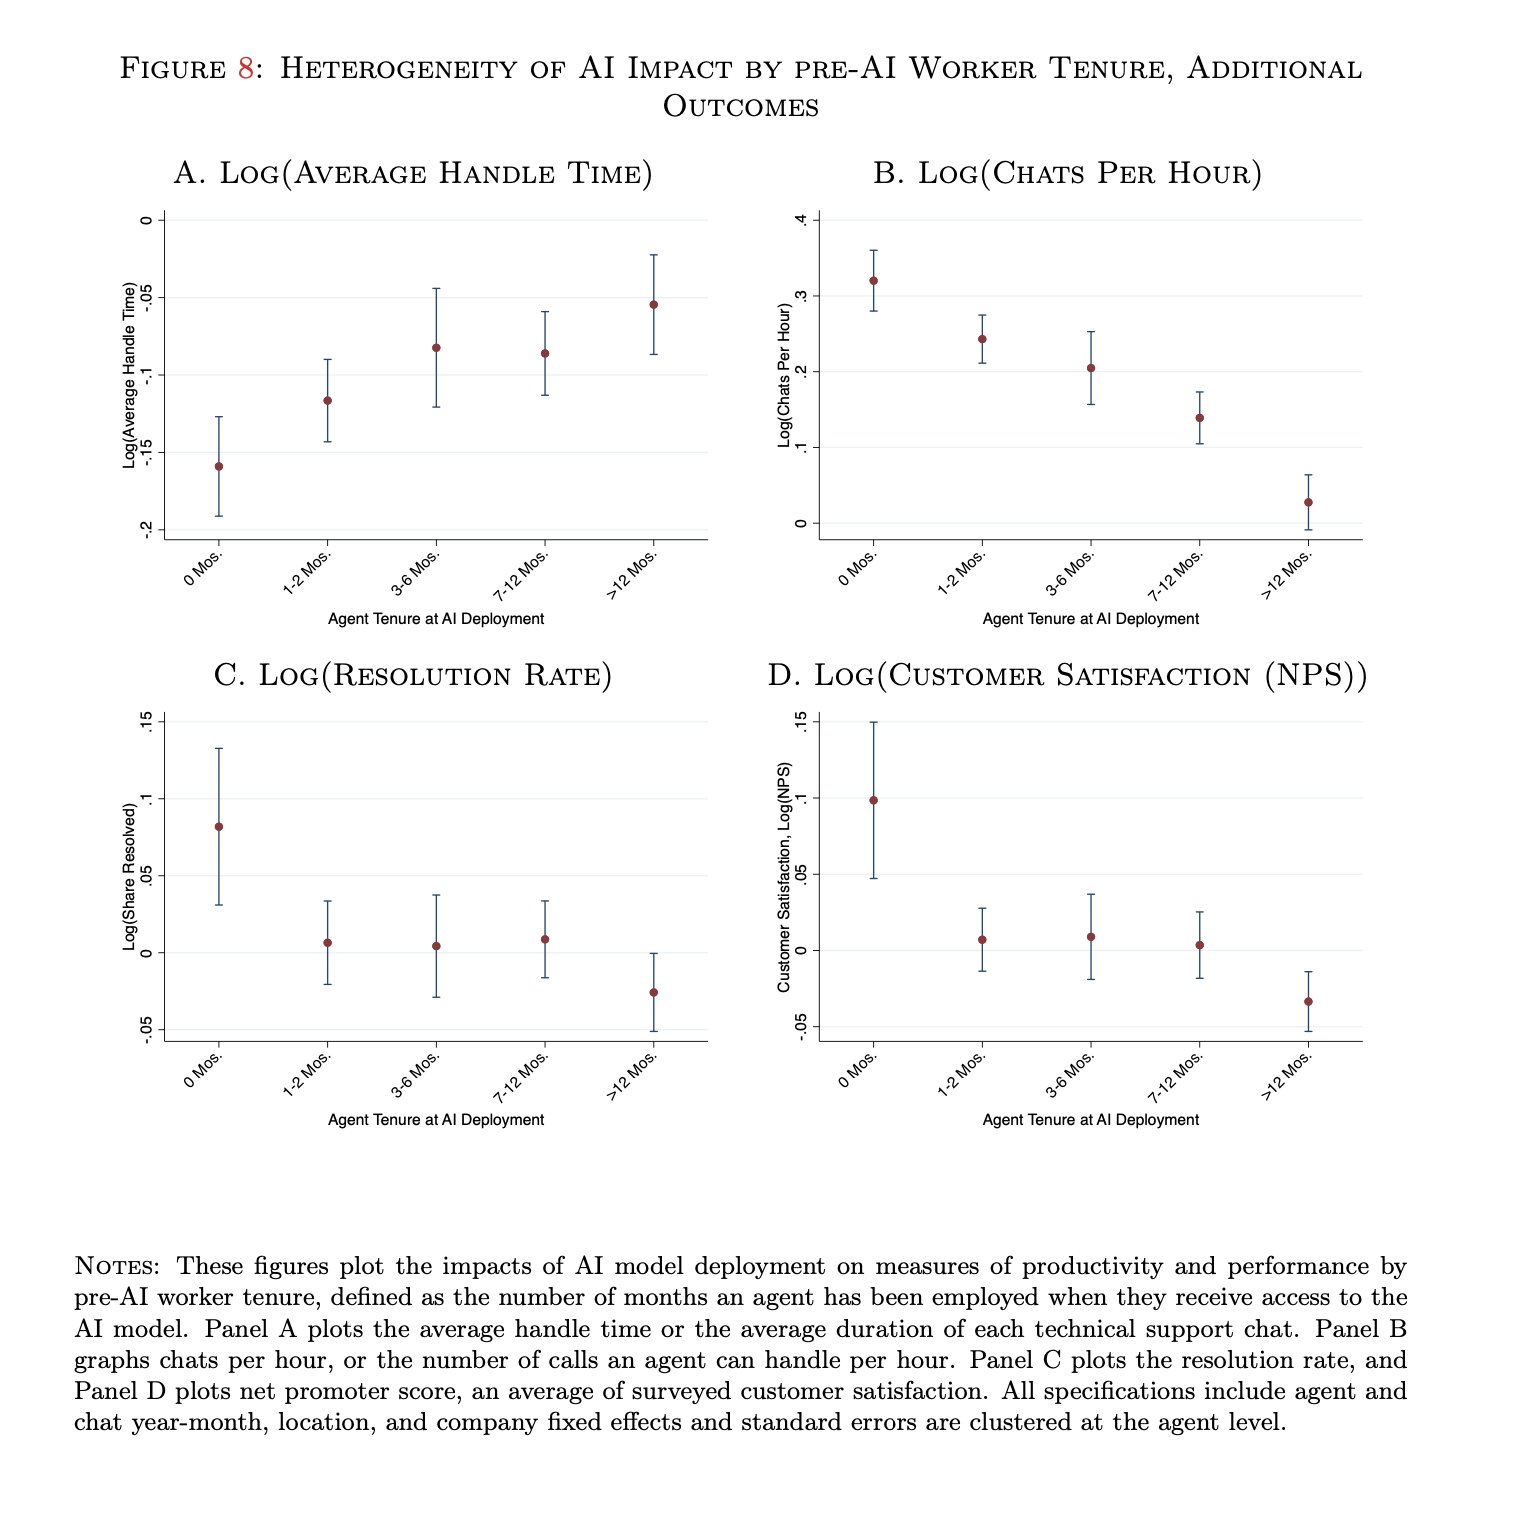 FIGURE 8: HETEROGENEITY OF AI IMPACT BY PRE-AI WORKER TENURE, ADDITIONAL
OUTCOMES
A. LOG(AVERAGE HANDLE TIME)
Log(Average Handle Time)
0
-.05
-.1
-.15
-.2
0 Mos.
1-2 Mos.
3-6 Mos.
7-12 Mos.
>12 Mos.
Agent Tenure at AI Deployment
B. LOG(CHATS PER HOUR)
Log(Chats Per Hour)
.4
.3
.2
.1
0
0 Mos.
1-2 Mos.
3-6 Mos.
7-12 Mos.
>12 Mos.
Agent Tenure at AI Deployment
C. LOG(RESOLUTION RATE)
Log(Share Resolved)
.15
.1
.05
0
-.05
0 Mos.
1-2 Mos.
3-6 Mos.
7-12 Mos.
>12 Mos.
Agent Tenure at AI Deployment
D. LOG(CUSTOMER SATISFACTION (NPS))
Customer Satisfaction, Log(NPS)
.15
.1
.05
0
-.05
0 Mos.
1-2 Mos.
3-6 Mos.
7-12 Mos.
>12 Mos.
Agent Tenure at AI Deployment
NOTES: These figures plot the impacts of AI model deployment on measures of productivity and performance by
pre-AI worker tenure, defined as the number of months an agent has been employed when they receive access to the
AI model. Panel A plots the average handle time or the average duration of each technical support chat. Panel B
graphs chats per hour, or the number of calls an agent can handle per hour. Panel C plots the resolution rate, and
Panel D plots net promoter score, an average of surveyed customer satisfaction. All specifications include agent and
chat year-month, location, and company fixed effects and standard errors are clustered at the agent level.